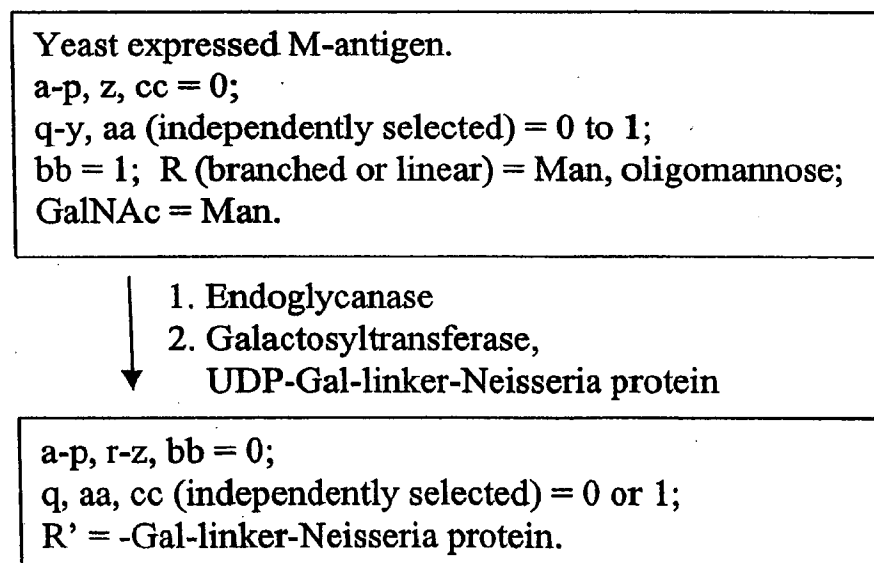 Yeast expressed M-antigen.
a-p, z, cc = 0;
q-y, aa (independently selected) = 0 to 1;
bb = 1; R (branched or linear) = Man, oligomannose;
GalNAc = Man.
1. Endoglycanase
2. Galactosyltransferase,
UDP-Gal-linker-Neisseria protein
a-p, r-z, bb = 0;
q, aa, cc (independently selected) = 0 or 1;
R' = -Gal-linker-Neisseria protein.